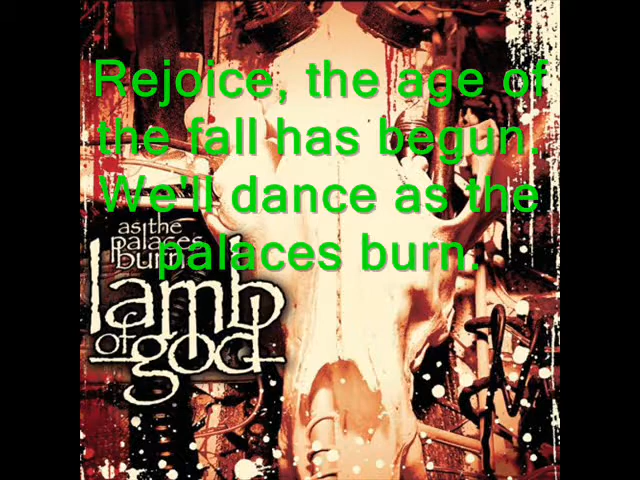 Rejoice, the age of
the fall has begun.
We'll dance as the
palaces burn.
as the
palaces
burn
lamb
of god